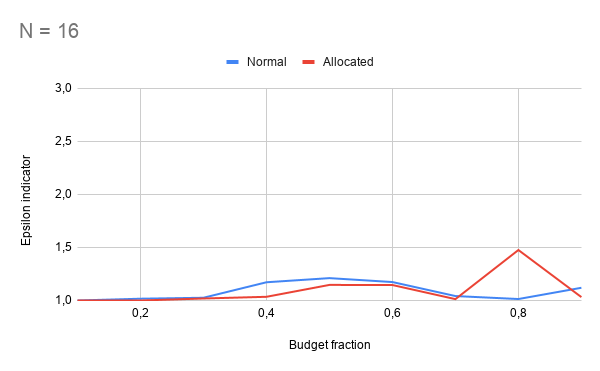 N = 16
Normal
Allocated
Epsilon indicator
3,0
2,5
2,0
1,5
1,0
0,2
0,4
0,6
0,8
Budget fraction